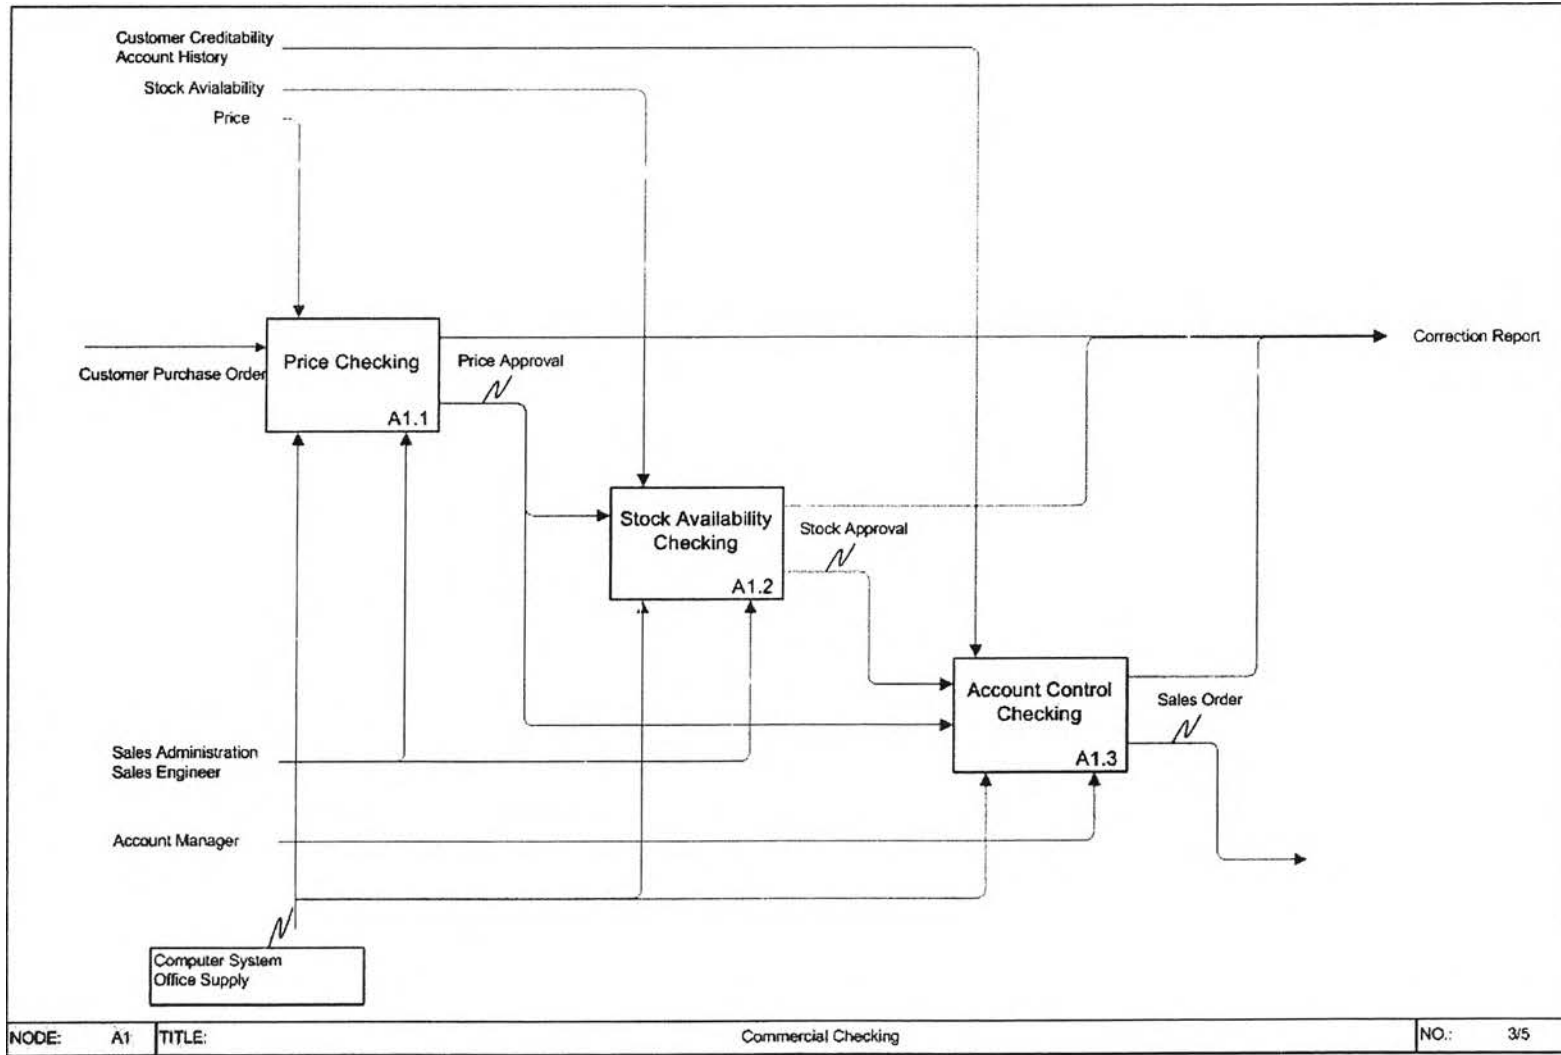 Customer Creditability
Account History
Stock Avialability
Price
Customer Purchase Order
Price Checking
A1.1
Price Approval
Correction Report
Stock Availability
Checking
A1.2
Stock Approval
Account Control
Checking
A1.3
Sales Order
Sales Administration
Sales Engineer
Account Manager
Computer System
Office Supply
NODE: A1 TITLE: Commercial Checking NO.: 3/5